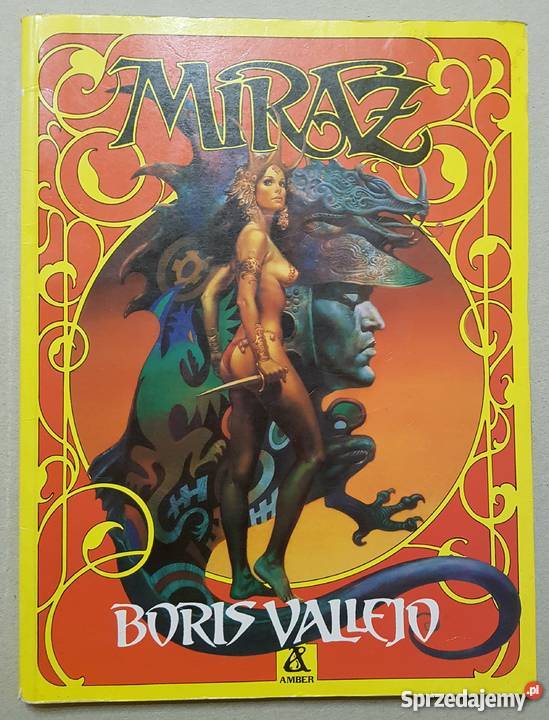 MIRAŻ
BORIS VALLEJO
AMBER
Sprzedajemy.pl